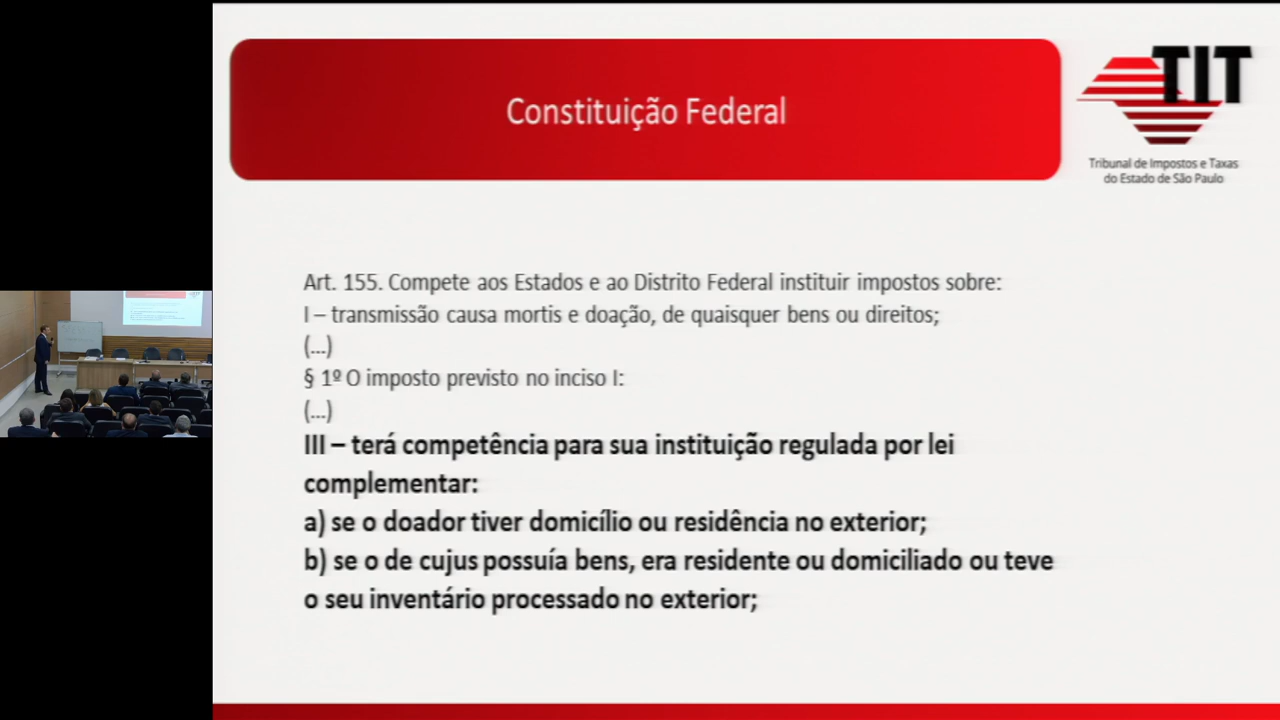 Constituição Federal
TIT
Tribunal de Impostos e Taxas
do Estado de São Paulo
Art. 155. Compete aos Estados e ao Distrito Federal instituir impostos sobre:
I – transmissão causa mortis e doação, de quaisquer bens ou direitos;
(...)
§ 1º O imposto previsto no inciso I:
(...)
III – terá competência para sua instituição regulada por lei
complementar:
a) se o doador tiver domicílio ou residência no exterior;
b) se o de cujus possuía bens, era residente ou domiciliado ou teve
o seu inventário processado no exterior;